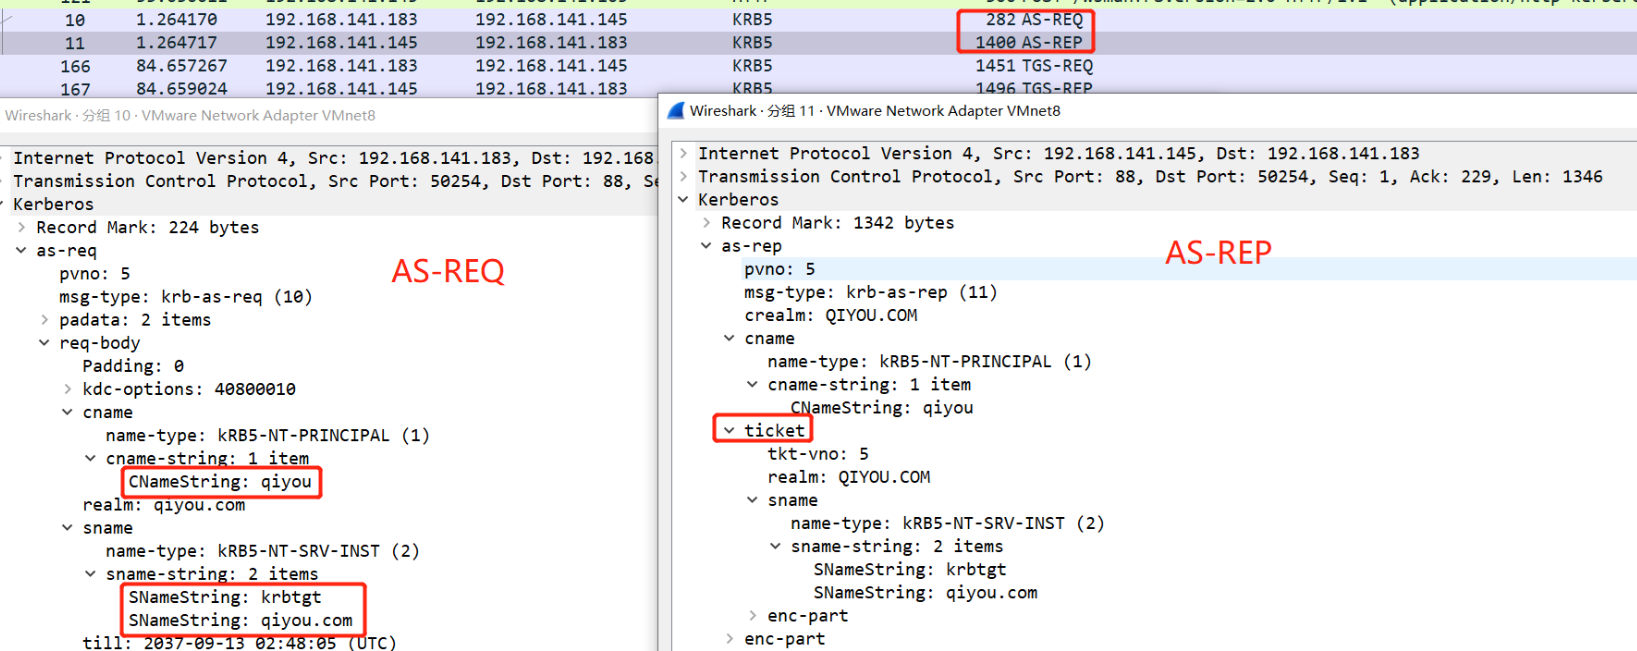 10 1.264170 192.168.141.183 192.168.141.145 KRB5 282 AS-REQ
11 1.264717 192.168.141.145 192.168.141.183 KRB5 1400 AS-REP
166 84.657267 192.168.141.183 192.168.141.145 KRB5 1451 TGS-REQ
167 84.659024 192.168.141.145 192.168.141.183 KRB5 1496 TGS-REP
Wireshark · 分组 10 · VMware Network Adapter VMnet8
Internet Protocol Version 4, Src: 192.168.141.183, Dst: 192.168.
Transmission Control Protocol, Src Port: 50254, Dst Port: 88, Se
Kerberos
Record Mark: 224 bytes
as-req
AS-REQ
pvno: 5
msg-type: krb-as-req (10)
padata: 2 items
req-body
Padding: 0
kdc-options: 40800010
cname
name-type: kRB5-NT-PRINCIPAL (1)
cname-string: 1 item
CNameString: qiyou
realm: qiyou.com
sname
name-type: kRB5-NT-SRV-INST (2)
sname-string: 2 items
SNameString: krbtgt
SNameString: qiyou.com
till: 2037-09-13 02:48:05 (UTC)
Wireshark · 分组 11 · VMware Network Adapter VMnet8
Internet Protocol Version 4, Src: 192.168.141.145, Dst: 192.168.141.183
Transmission Control Protocol, Src Port: 88, Dst Port: 50254, Seq: 1, Ack: 229, Len: 1346
Kerberos
Record Mark: 1342 bytes
as-rep
AS-REP
pvno: 5
msg-type: krb-as-rep (11)
crealm: QIYOU.COM
cname
name-type: kRB5-NT-PRINCIPAL (1)
cname-string: 1 item
CNameString: qiyou
ticket
tkt-vno: 5
realm: QIYOU.COM
sname
name-type: kRB5-NT-SRV-INST (2)
sname-string: 2 items
SNameString: krbtgt
SNameString: qiyou.com
enc-part
enc-part